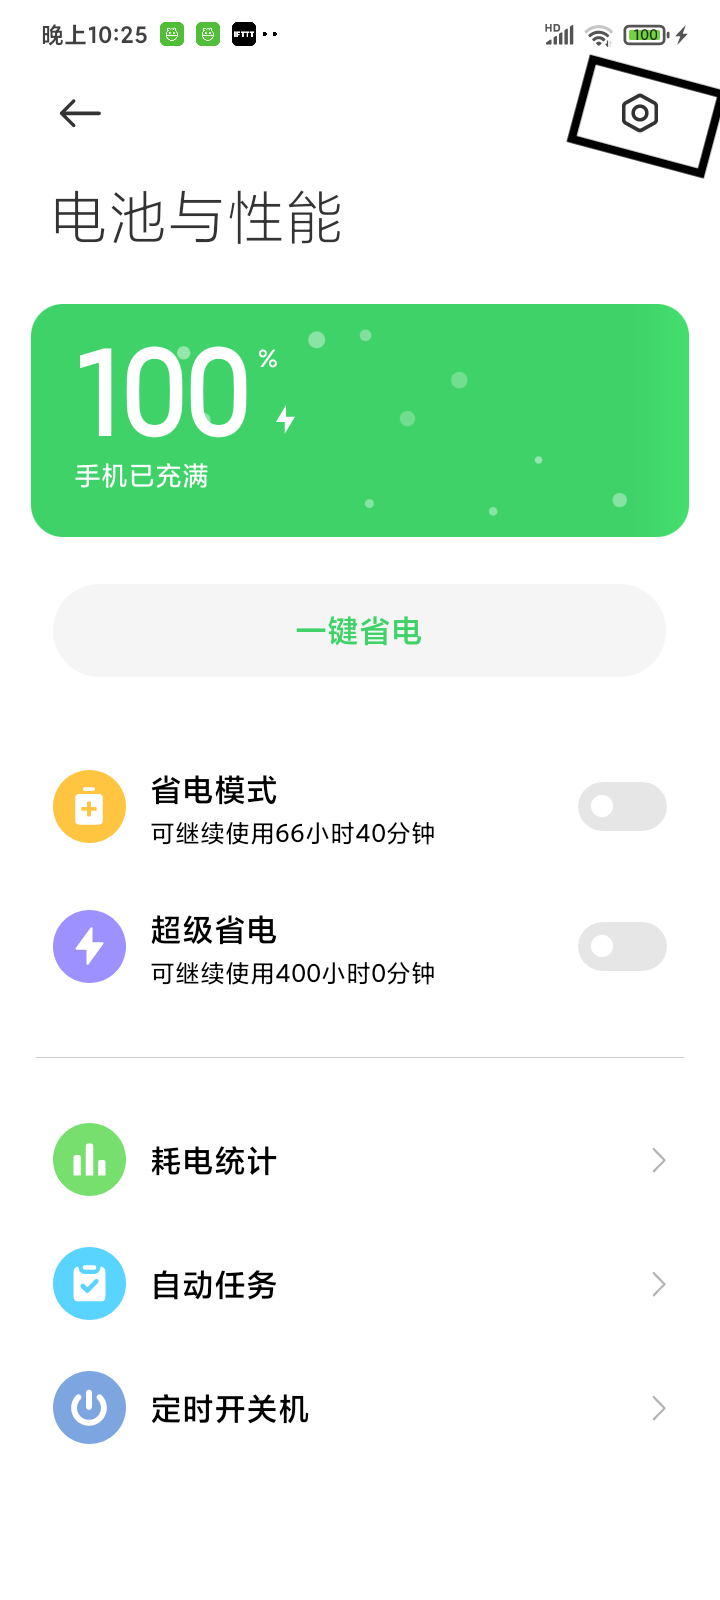 晚上10:25 IFTTT HD 100
电池与性能
100%
手机已充满
一键省电
省电模式
可继续使用66小时40分钟
超级省电
可继续使用400小时0分钟
耗电统计
自动任务
定时开关机